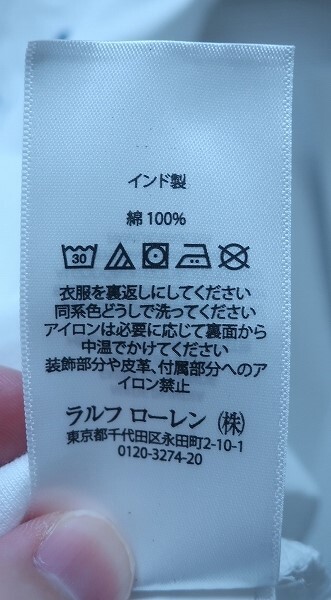 インド製
綿 100%
30
衣服を裏返しにしてください
同系色どうしで洗ってください
アイロンは必要に応じて裏面から
中温でかけてください
装飾部分や皮革、付属部分へのア
イロン禁止
ラルフ ローレン (株)
東京都千代田区永田町2-10-1
0120-3274-20